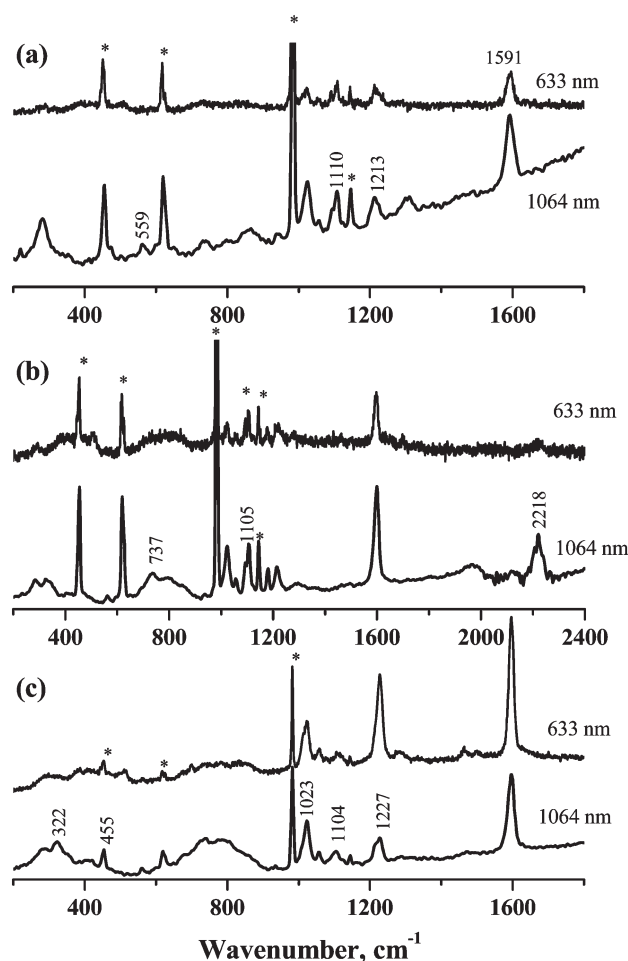 *
(a)
* *
1591
633 nm
1110
1213
*
559
1064 nm
400 800 1200 1600
*
(b)
* *
* *
633 nm
737
1105
*
2218
1064 nm
400 800 1200 1600 2000 2400
(c)
*
* *
633 nm
322
455
1023
1104
1227
1064 nm
400 800 1200 1600
Wavenumber, cm-1